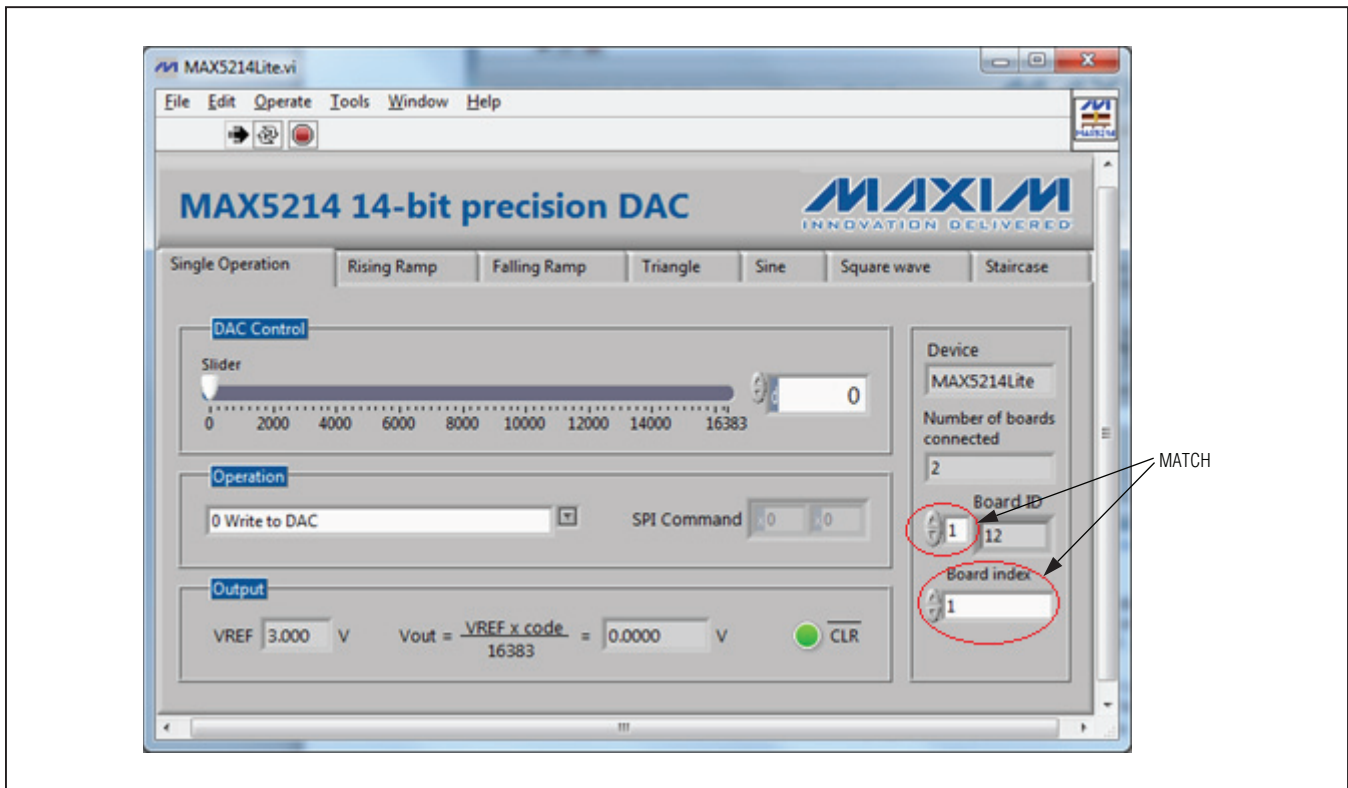 MAX5214Lite.vi
File Edit Operate Tools Window Help
MAX5214
MAX5214 14-bit precision DAC
MAXIM
INNOVATION DELIVERED
Single Operation Rising Ramp Falling Ramp Triangle Sine Square wave Staircase
DAC Control
Slider
0
0 2000 4000 6000 8000 10000 12000 14000 16383
Operation
0 Write to DAC
SPI Command x0 x0
Output
VREF 3.000 V Vout = VREF x code = 0.0000 V CLR
16383
Device
MAX5214Lite
Number of boards
connected
2
Board ID
1 12
Board index
1
MATCH